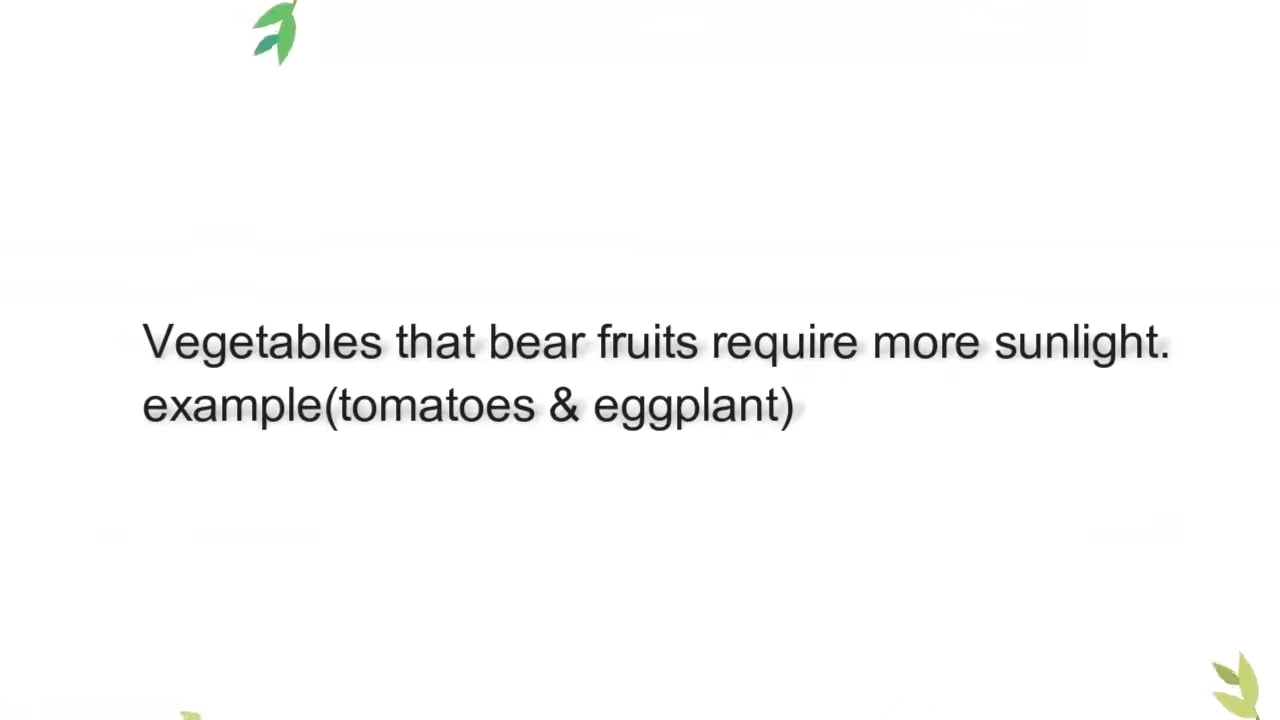 Vegetables that bear fruits require more sunlight.
example(tomatoes & eggplant)